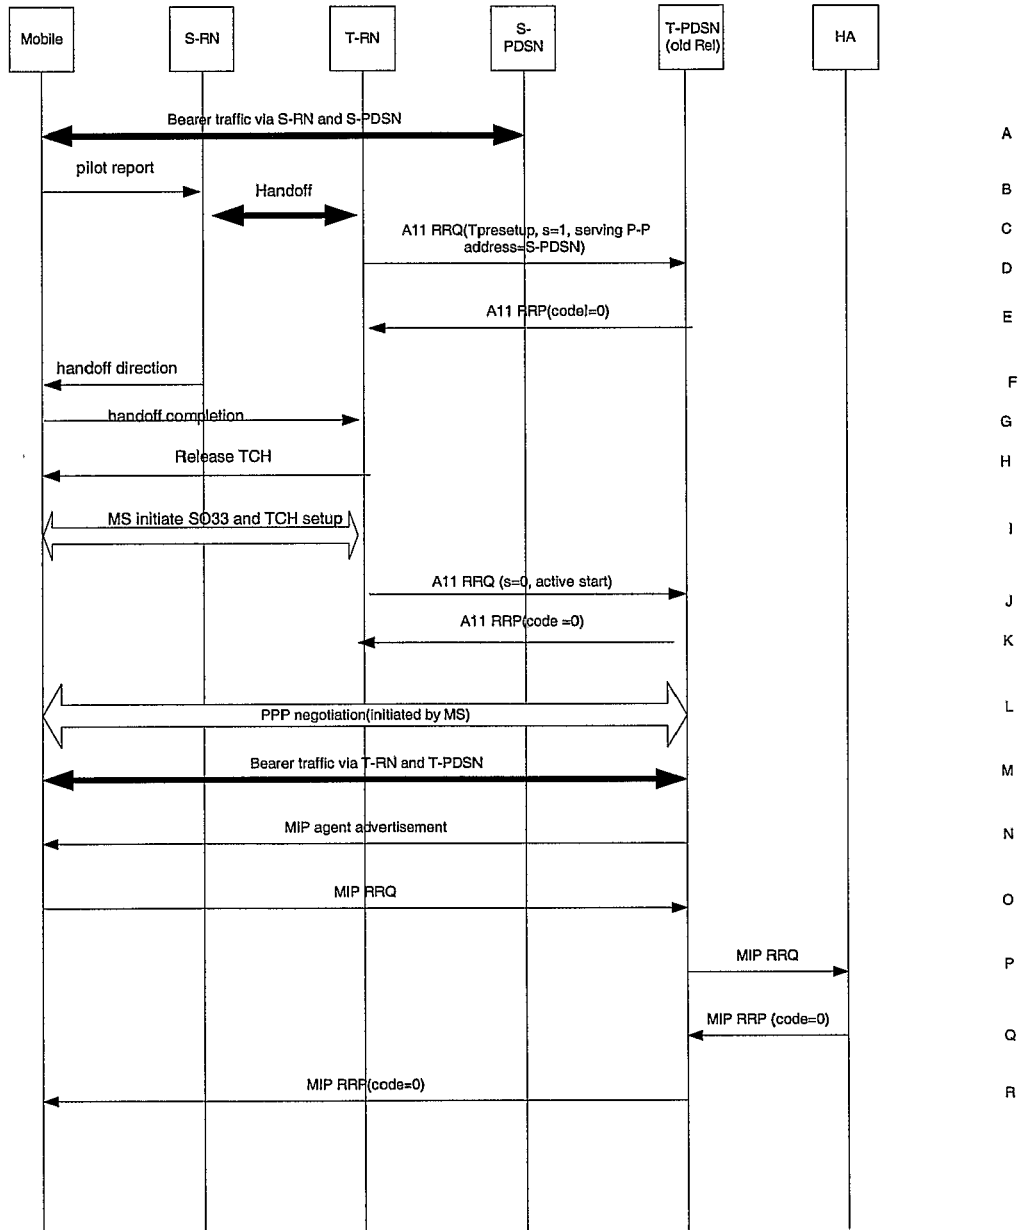 Mobile
S-RN
T-RN
S-
PDSN
T-PDSN
(old Rel)
HA
Bearer traffic via S-RN and S-PDSN
A
pilot report
B
Handoff
C
A11 RRQ(Tpresetup, s=1, serving P-P
address=S-PDSN)
D
A11 RRP(code!=0)
E
handoff direction
F
handoff completion
G
Release TCH
H
MS initiate SO33 and TCH setup
I
A11 RRQ (s=0, active start)
J
A11 RRP(code =0)
K
PPP negotiation(initiated by MS)
L
Bearer traffic via T-RN and T-PDSN
M
MIP agent advertisement
N
MIP RRQ
O
MIP RRQ
P
MIP RRP (code=0)
Q
MIP RRP(code=0)
R